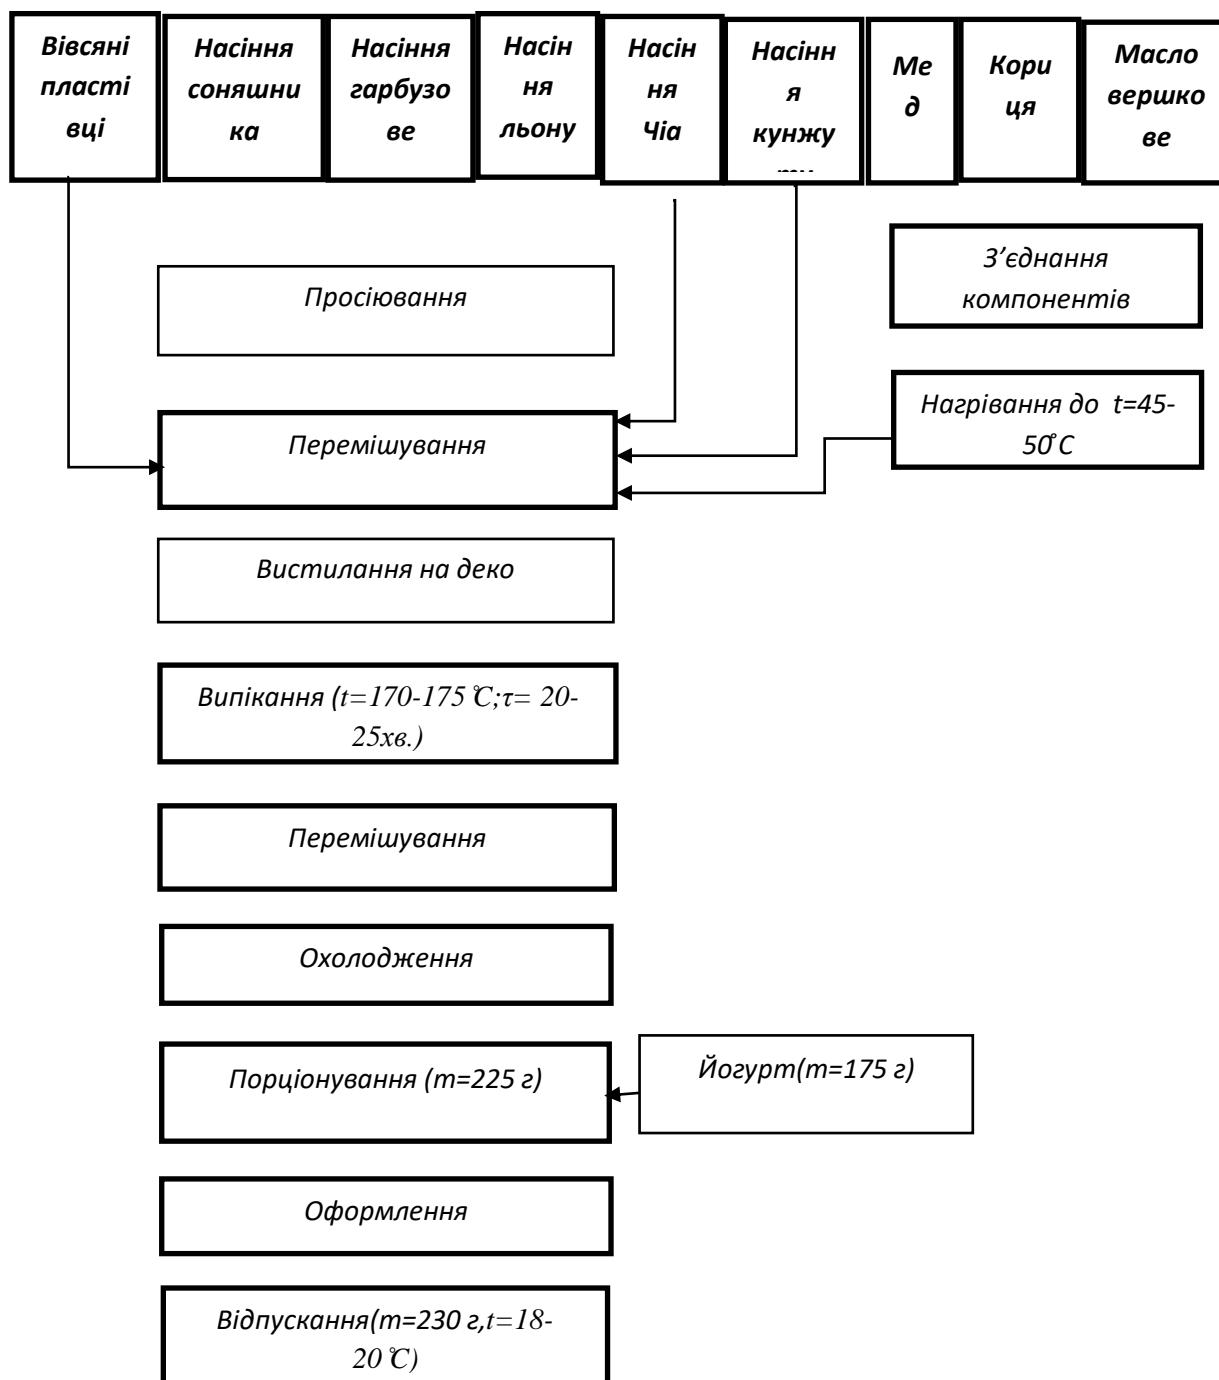 Вівсяні
пласті
вці
Насіння
соняшни
ка
Насіння
гарбузо
ве
Насін
ня
льону
Насін
ня
Чіа
Насінн
я
кунжу
Ме
д
Кори
ця
Масло
вершко
ве
З’єднання
компонентів
Просіювання
Нагрівання до t=45-
50°C
Перемішування
Вистилання на деко
Випікання (t=170-175 °C;τ= 20-
25хв.)
Перемішування
Охолодження
Порціонування (m=225 г)
Йогурт(m=175 г)
Оформлення
Відпускання(m=230 г,t=18-
20 °C)